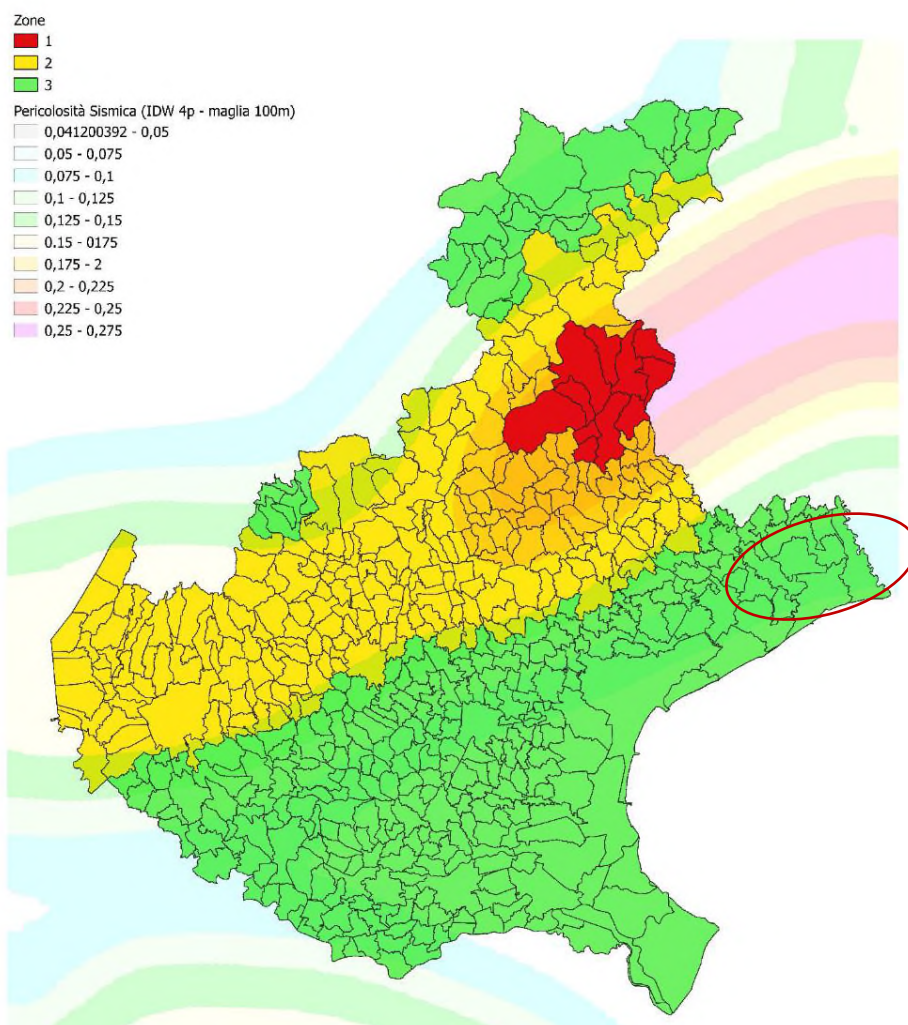 Zone
1
2
3
Pericolosità Sismica (IDW 4p - maglia 100m)
0,041200392 - 0,05
0,05 - 0,075
0,075 - 0,1
0,1 - 0,125
0,125 - 0,15
0.15 - 0175
0,175 - 2
0,2 - 0,225
0,225 - 0,25
0,25 - 0,275